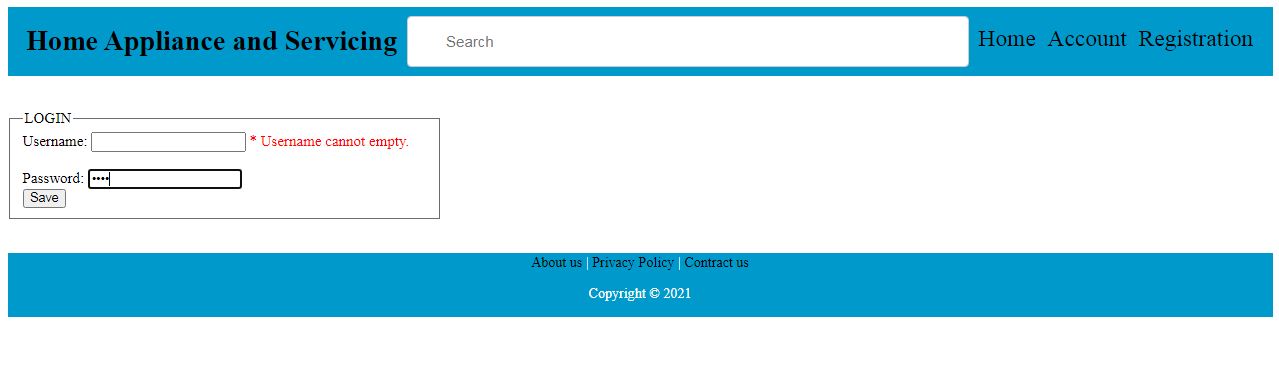 Home Appliance and Servicing Search Home Account Registration
LOGIN
Username: * Username cannot empty.
Password: ••••
Save
About us | Privacy Policy | Contract us
Copyright © 2021